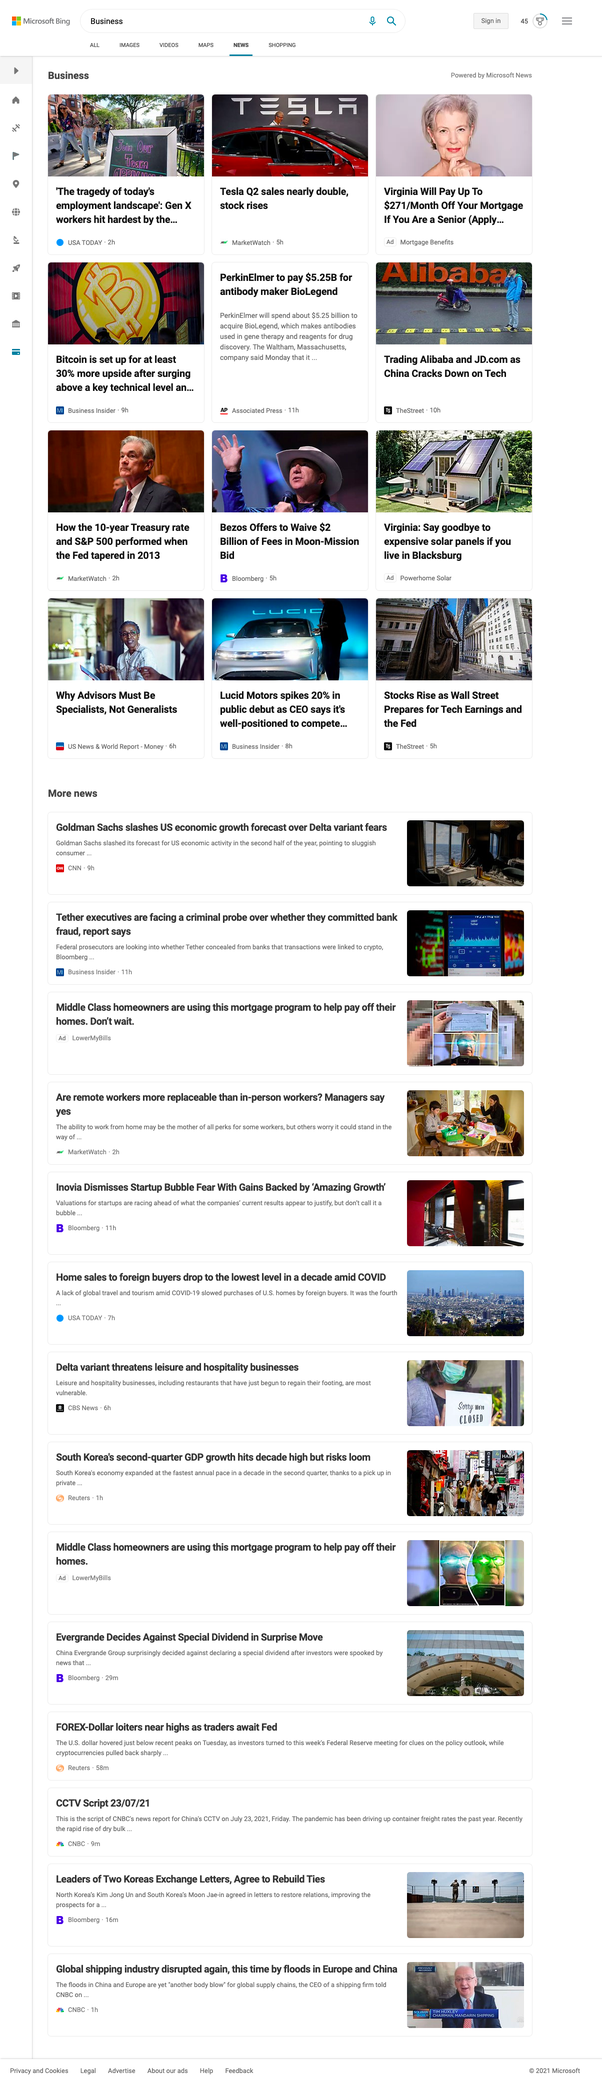 Microsoft Bing
Business
Sign in
45
ALL
IMAGES
VIDEOS
MAPS
NEWS
SHOPPING
Business
Powered by Microsoft News
Join Our
Team
TESLA
'The tragedy of today's
employment landscape': Gen X
workers hit hardest by the...
USA TODAY · 2h
Tesla Q2 sales nearly double,
stock rises
MarketWatch · 5h
Virginia Will Pay Up To
$271/Month Off Your Mortgage
If You Are a Senior (Apply...
Ad Mortgage Benefits
Bitcoin is set up for at least
30% more upside after surging
above a key technical level an...
Business Insider · 9h
PerkinElmer to pay $5.25B for
antibody maker BioLegend
PerkinElmer will spend about $5.25 billion to
acquire BioLegend, which makes antibodies
used in gene therapy and reagents for drug
discovery. The Waltham, Massachusetts,
company said Monday that it ...
AP Associated Press · 11h
Alibaba
Trading Alibaba and JD.com as
China Cracks Down on Tech
TheStreet · 10h
How the 10-year Treasury rate
and S&P 500 performed when
the Fed tapered in 2013
MarketWatch · 2h
Bezos Offers to Waive $2
Billion of Fees in Moon-Mission
Bid
B Bloomberg · 5h
Virginia: Say goodbye to
expensive solar panels if you
live in Blacksburg
Ad Powerhome Solar
Why Advisors Must Be
Specialists, Not Generalists
US News & World Report - Money · 6h
LUCID
Lucid Motors spikes 20% in
public debut as CEO says it's
well-positioned to compete...
Business Insider · 8h
Stocks Rise as Wall Street
Prepares for Tech Earnings and
the Fed
TheStreet · 5h
More news
Goldman Sachs slashes US economic growth forecast over Delta variant fears
Goldman Sachs slashed its forecast for US economic activity in the second half of the year, pointing to sluggish
consumer ...
CNN · 9h
Tether executives are facing a criminal probe over whether they committed bank
fraud, report says
Federal prosecutors are looking into whether Tether concealed from banks that transactions were linked to crypto,
Bloomberg ...
Business Insider · 11h
Middle Class homeowners are using this mortgage program to help pay off their
homes. Don't wait.
Ad LowerMyBills
Are remote workers more replaceable than in-person workers? Managers say
yes
The ability to work from home may be the mother of all perks for some workers, but others worry it could stand in the
way of ...
MarketWatch · 2h
Inovia Dismisses Startup Bubble Fear With Gains Backed by ‘Amazing Growth’
Valuations for startups are racing ahead of what the companies' current results appear to justify, but don't call it a
bubble ...
B Bloomberg · 11h
Home sales to foreign buyers drop to the lowest level in a decade amid COVID
A lack of global travel and tourism amid COVID-19 slowed purchases of U.S. homes by foreign buyers. It was the fourth
...
USA TODAY · 7h
Delta variant threatens leisure and hospitality businesses
Leisure and hospitality businesses, including restaurants that have just begun to regain their footing, are most
vulnerable.
CBS News · 6h
Sorry We're
CLOSED
South Korea's second-quarter GDP growth hits decade high but risks loom
South Korea's economy expanded at the fastest annual pace in a decade in the second quarter, thanks to a pick up in
private ...
Reuters · 1h
Middle Class homeowners are using this mortgage program to help pay off their
homes.
Ad LowerMyBills
Evergrande Decides Against Special Dividend in Surprise Move
China Evergrande Group surprisingly decided against declaring a special dividend after investors were spooked by
news that ...
B Bloomberg · 29m
FOREX-Dollar loiters near highs as traders await Fed
The U.S. dollar hovered just below recent peaks on Tuesday, as investors turned to this week's Federal Reserve meeting for clues on the policy outlook, while
cryptocurrencies pulled back sharply ...
Reuters · 58m
CCTV Script 23/07/21
This is the script of CNBC's news report for China's CCTV on July 23, 2021, Friday. The pandemic has been driving up container freight rates the past year. Recently
the rapid rise of dry bulk ...
CNBC · 9m
Leaders of Two Koreas Exchange Letters, Agree to Rebuild Ties
North Korea's Kim Jong Un and South Korea's Moon Jae-in agreed in letters to restore relations, improving the
prospects for a ...
B Bloomberg · 16m
Global shipping industry disrupted again, this time by floods in Europe and China
The floods in China and Europe are yet "another body blow" for global supply chains, the CEO of a shipping firm told
CNBC on ...
CNBC · 1h
TIM HUXLEY
CHAIRMAN, MANDARIN SHIPPING
Privacy and Cookies
Legal
Advertise
About our ads
Help
Feedback
© 2021 Microsoft